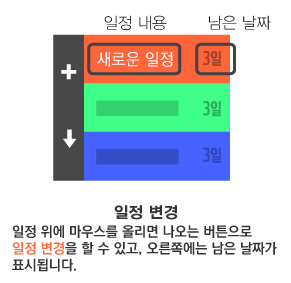 일정 내용 남은 날짜
새로운 일정 3일
3일
3일
일정 변경
일정 위에 마우스를 올리면 나오는 버튼으로
일정 변경을 할 수 있고, 오른쪽에는 남은 날짜가
표시됩니다.